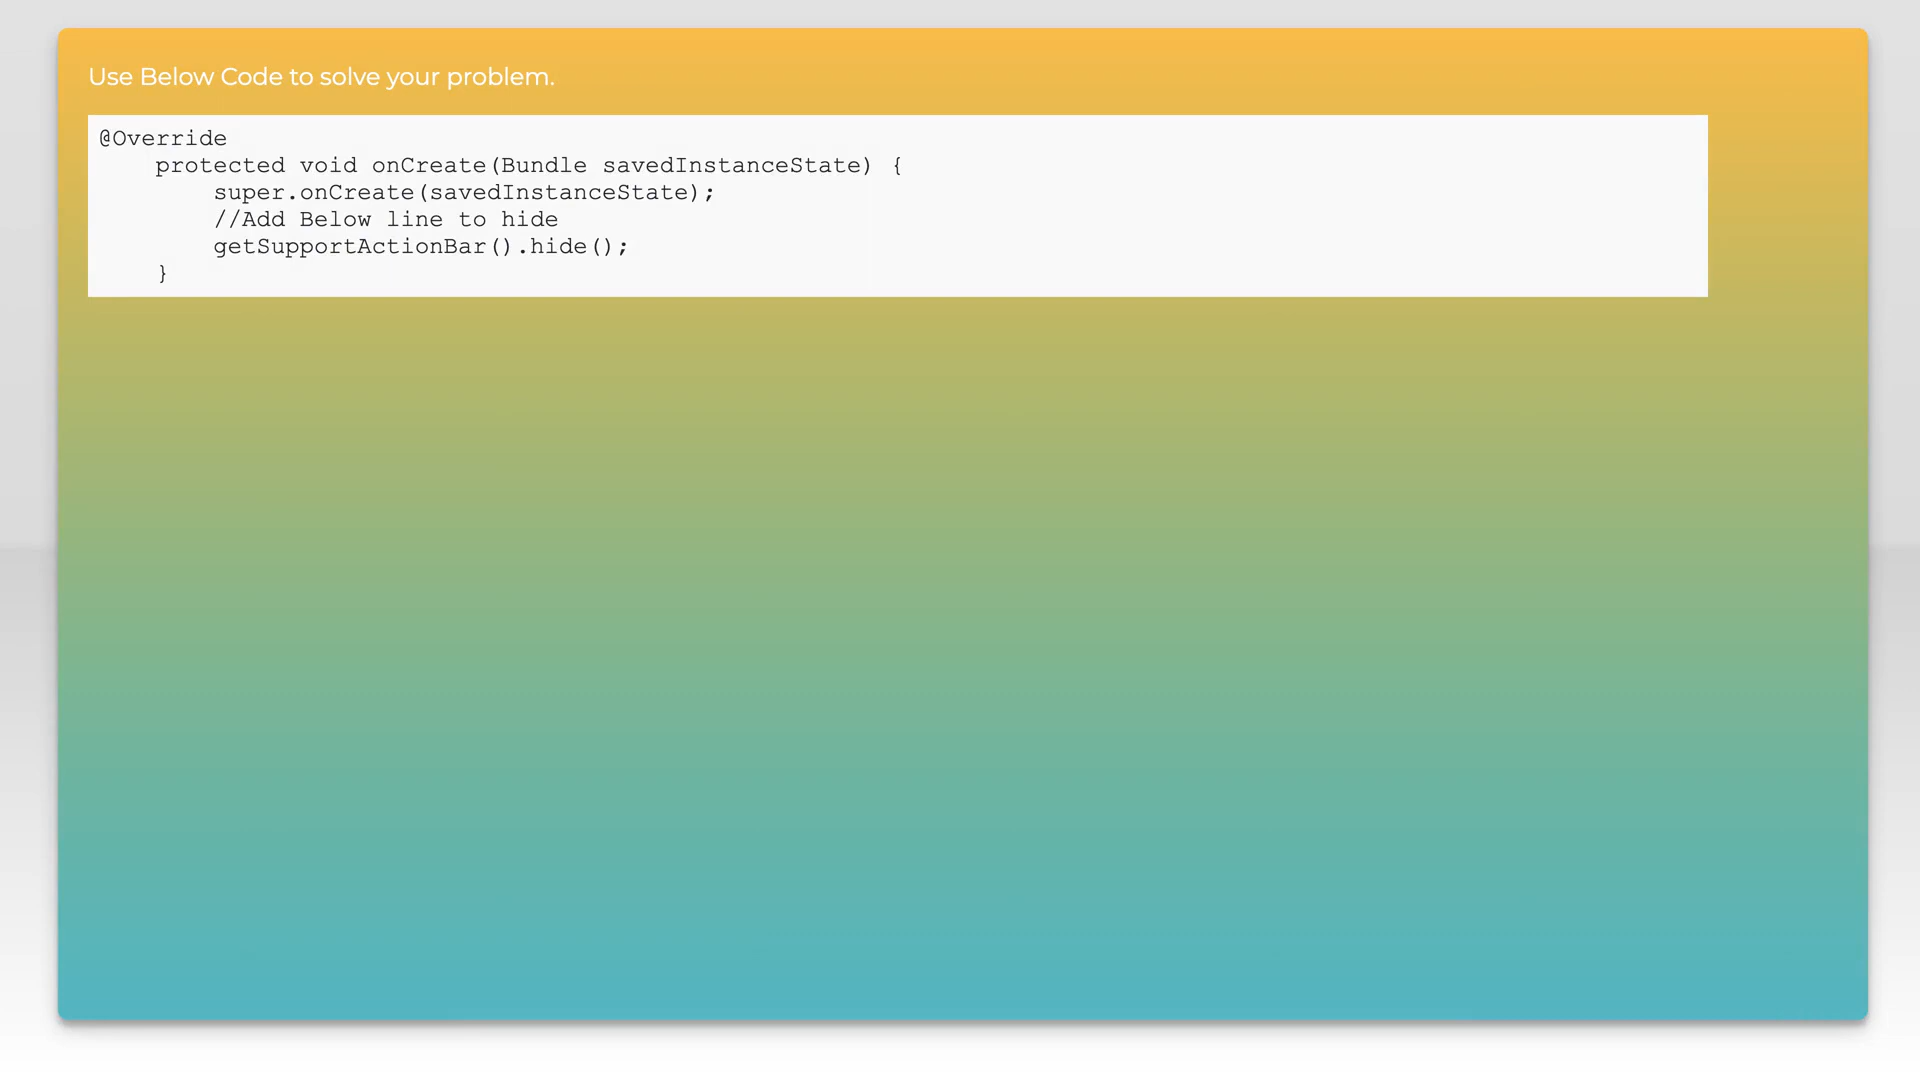 Use Below Code to solve your problem.
@Override
    protected void onCreate(Bundle savedInstanceState) {
        super.onCreate(savedInstanceState);
        //Add Below line to hide
        getSupportActionBar().hide();
    }